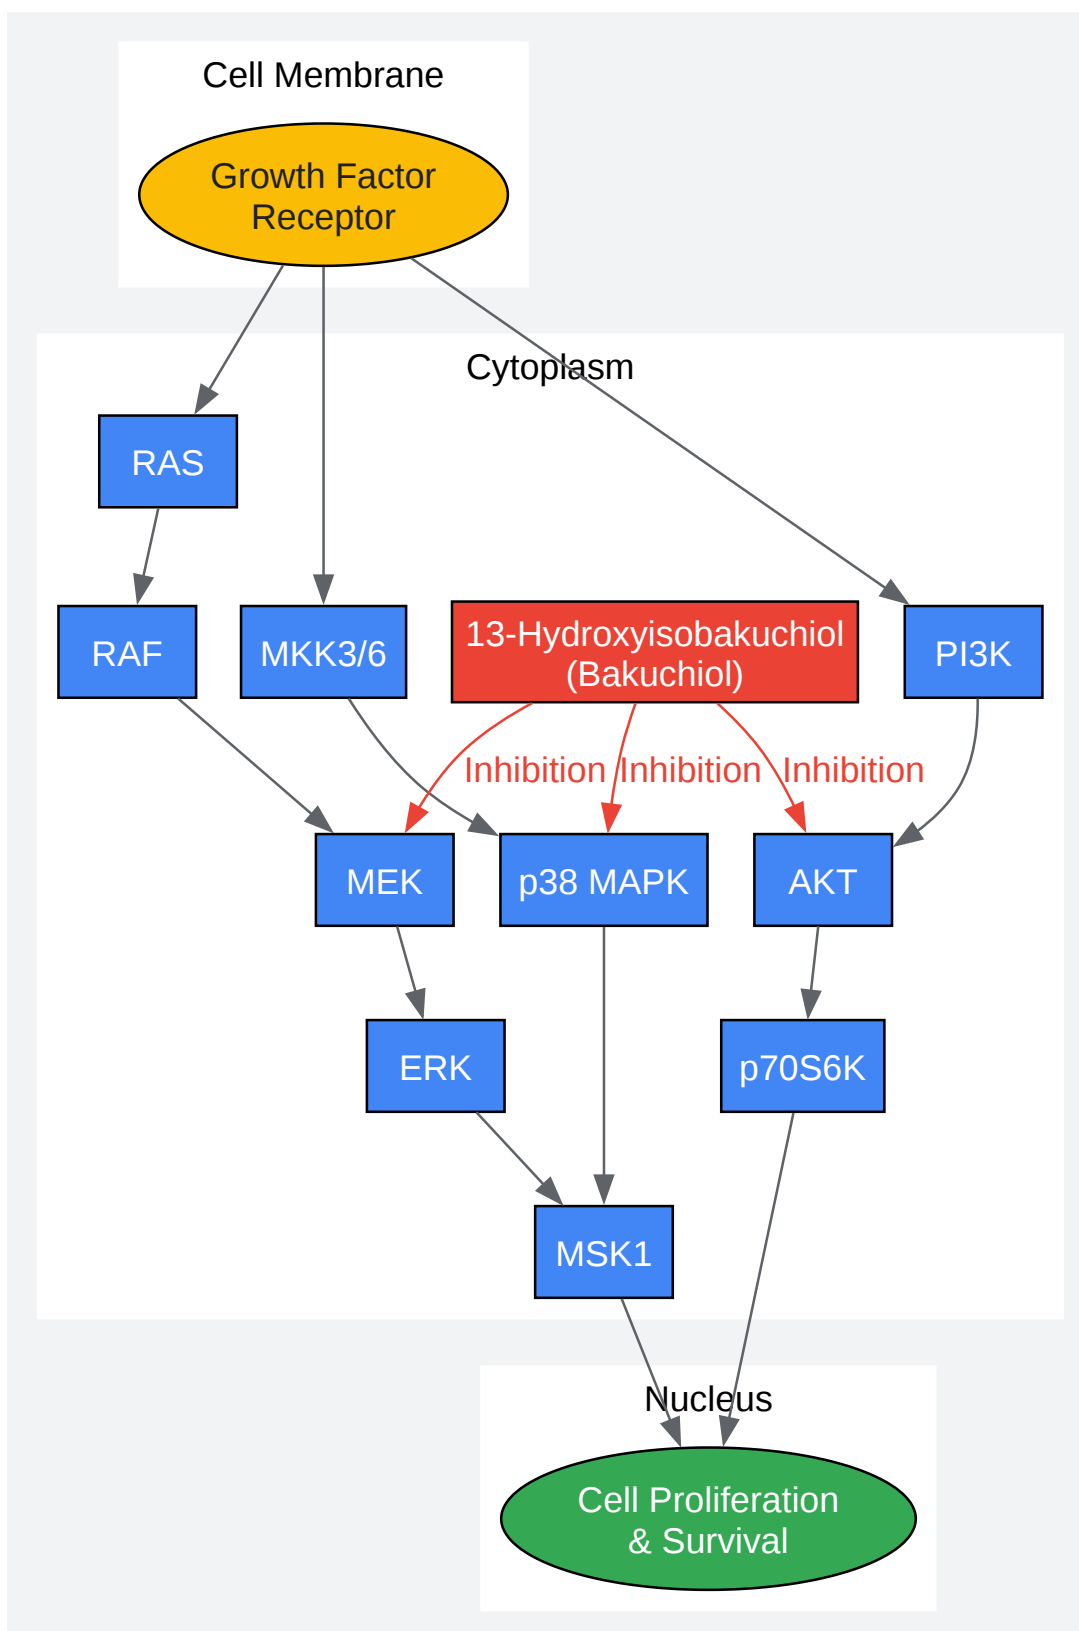 Cell Membrane
Growth Factor
Receptor
Cytoplasm
RAS
RAF
MKK3/6
13-Hydroxyisobakuchiol
(Bakuchiol)
PI3K
Inhibition
Inhibition
Inhibition
MEK
p38 MAPK
AKT
ERK
p70S6K
MSK1
Nucleus
Cell Proliferation
& Survival